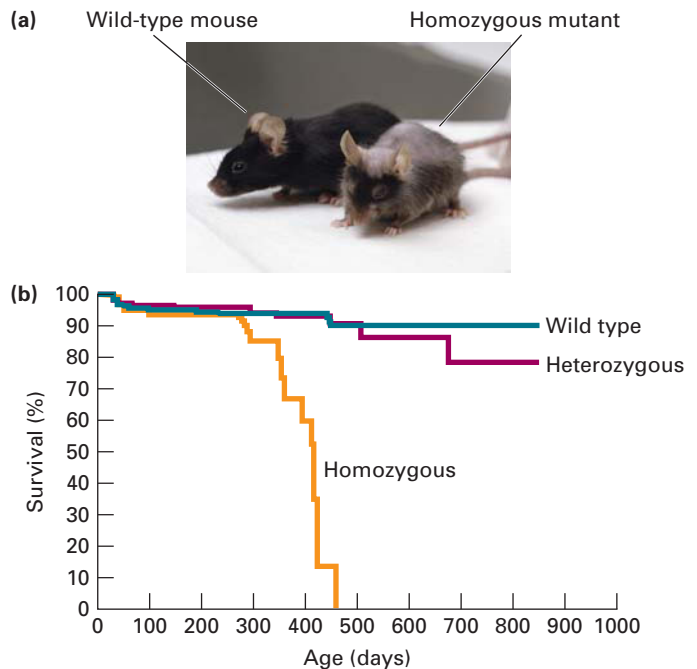 (a)
Wild-type mouse Homozygous mutant
(b)
100
90
80
70
60
50
40
30
20
10
0
Survival (%)
Wild type
Heterozygous
Homozygous
0 100 200 300 400 500 600 700 800 900 1000
Age (days)